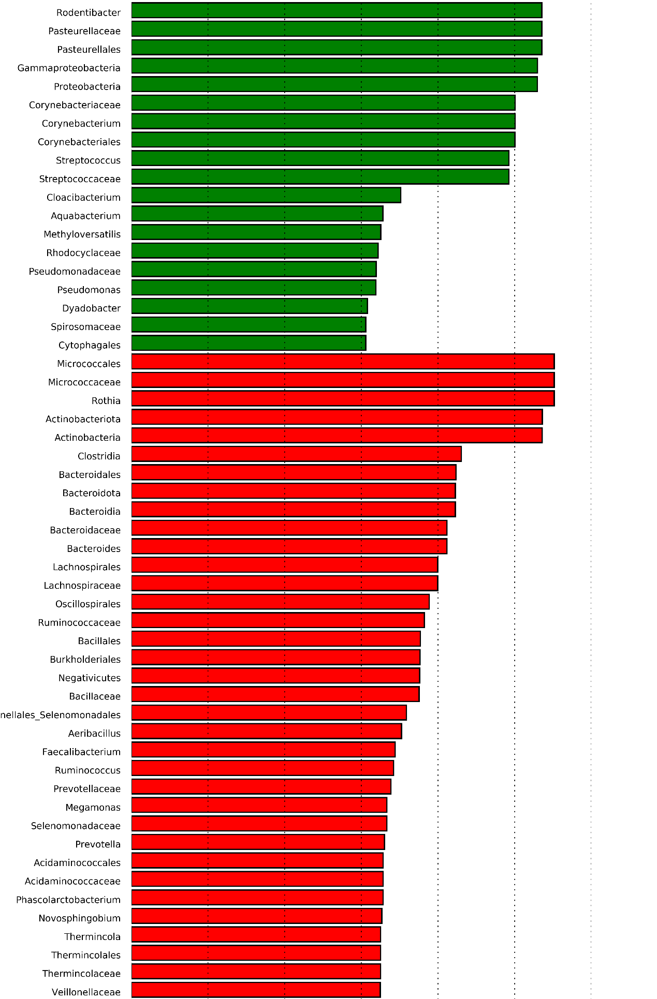 Rodentibacter
Pasteurellaceae
Pasteurellales
Gammaproteobacteria
Proteobacteria
Corynebacteriaceae
Corynebacterium
Corynebacteriales
Streptococcus
Streptococcaceae
Cloacibacterium
Aquabacterium
Methyloversatilis
Rhodocyclaceae
Pseudomonadaceae
Pseudomonas
Dyadobacter
Spirosomaceae
Cytophagales
Micrococcales
Micrococcaceae
Rothia
Actinobacteriota
Actinobacteria
Clostridia
Bacteroidales
Bacteroidota
Bacteroidia
Bacteroidaceae
Bacteroides
Lachnospirales
Lachnospiraceae
Oscillospirales
Ruminococcaceae
Bacillales
Burkholderiales
Negativicutes
Bacillaceae
nellales_Selenomonadales
Aeribacillus
Faecalibacterium
Ruminococcus
Prevotellaceae
Megamonas
Selenomonadaceae
Prevotella
Acidaminococcales
Acidaminococcaceae
Phascolarctobacterium
Novosphingobium
Thermincola
Thermincolales
Thermincolaceae
Veillonellaceae